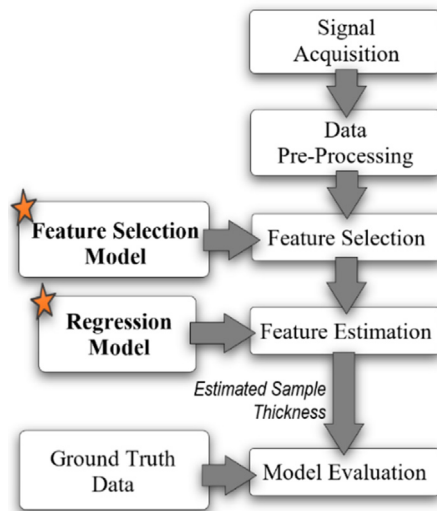 Signal
Acquisition
Data
Pre-Processing
Feature Selection
Model
Feature Selection
Regression
Model
Feature Estimation
Estimated Sample
Thickness
Ground Truth
Data
Model Evaluation